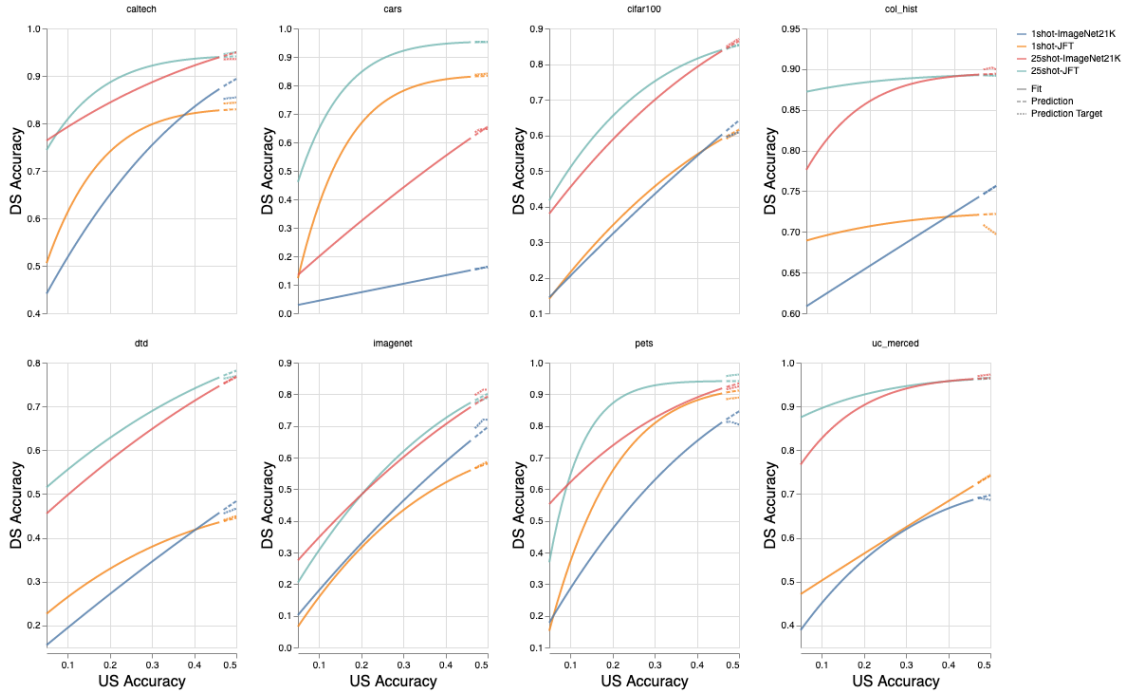 caltech
cars
cifar100
col_hist
1.0
0.9
0.8
0.7
0.6
0.5
0.4
DS Accuracy
1.0
0.9
0.8
0.7
0.6
0.5
0.4
0.3
0.2
0.1
0.0
DS Accuracy
0.9
0.8
0.7
0.6
0.5
0.4
0.3
0.2
0.1
DS Accuracy
0.95
0.90
0.85
0.80
0.75
0.70
0.65
0.60
DS Accuracy
1shot-ImageNet21K
1shot-JFT
25shot-ImageNet21K
25shot-JFT
Fit
Prediction
Prediction Target
dtd
imagenet
pets
uc_merced
0.8
0.7
0.6
0.5
0.4
0.3
0.2
DS Accuracy
0.1 0.2 0.3 0.4 0.5
US Accuracy
0.9
0.8
0.7
0.6
0.5
0.4
0.3
0.2
0.1
0.0
DS Accuracy
0.1 0.2 0.3 0.4 0.5
US Accuracy
1.0
0.9
0.8
0.7
0.6
0.5
0.4
0.3
0.2
0.1
DS Accuracy
0.1 0.2 0.3 0.4 0.5
US Accuracy
1.0
0.9
0.8
0.7
0.6
0.5
0.4
DS Accuracy
0.1 0.2 0.3 0.4 0.5
US Accuracy